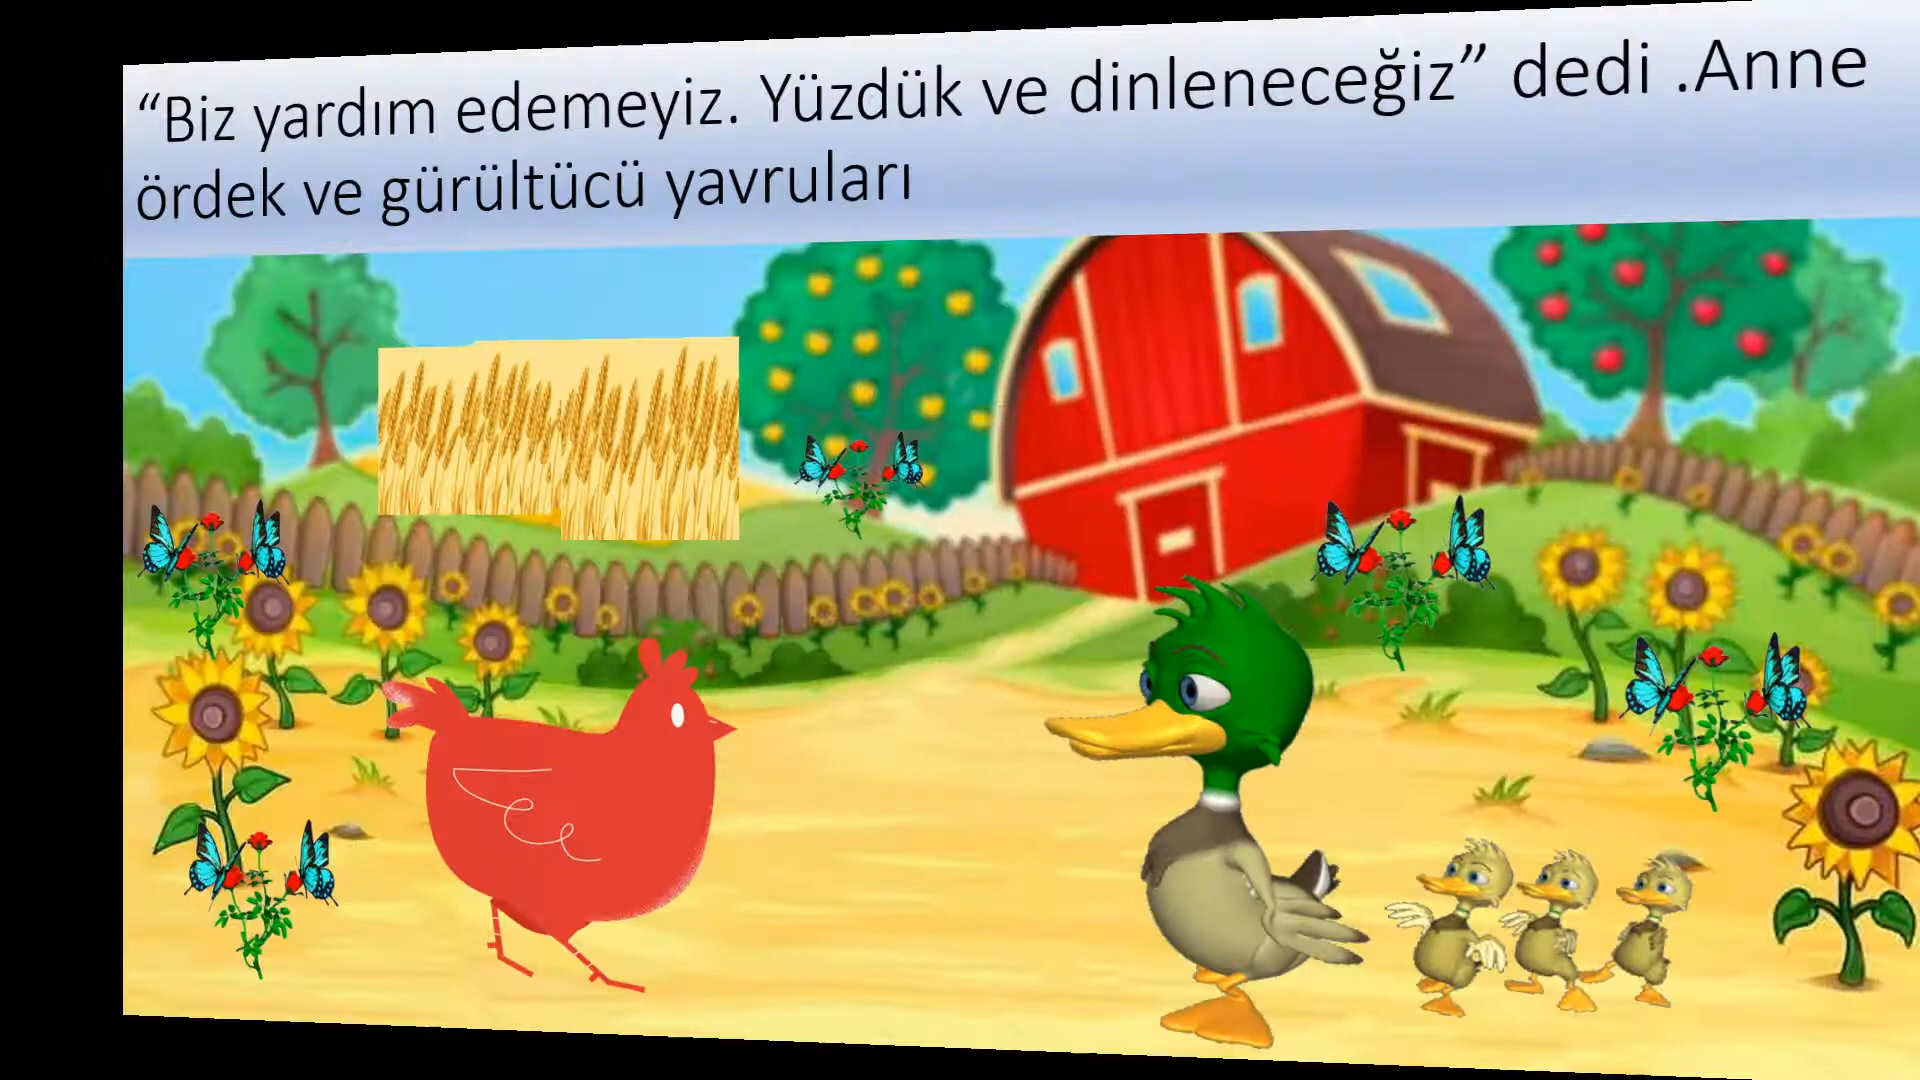 “Biz yardım edemeyiz. Yüzdük ve dinleneceğiz” dedi .Anne
ördek ve gürültücü yavruları